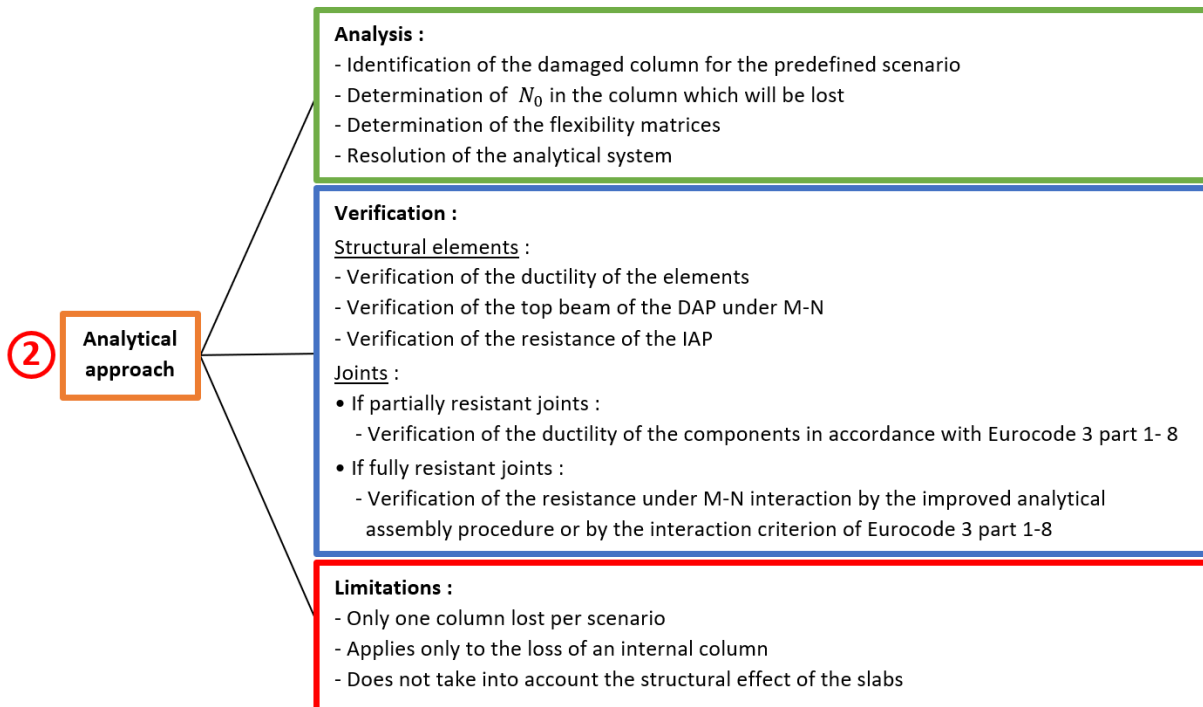 Analysis :
- Identification of the damaged column for the predefined scenario
- Determination of N₀ in the column which will be lost
- Determination of the flexibility matrices
- Resolution of the analytical system
Verification :
Structural elements :
- Verification of the ductility of the elements
- Verification of the top beam of the DAP under M-N
- Verification of the resistance of the IAP
Joints :
• If partially resistant joints :
- Verification of the ductility of the components in accordance with Eurocode 3 part 1- 8
• If fully resistant joints :
- Verification of the resistance under M-N interaction by the improved analytical
assembly procedure or by the interaction criterion of Eurocode 3 part 1-8
2
Analytical
approach
Limitations :
- Only one column lost per scenario
- Applies only to the loss of an internal column
- Does not take into account the structural effect of the slabs